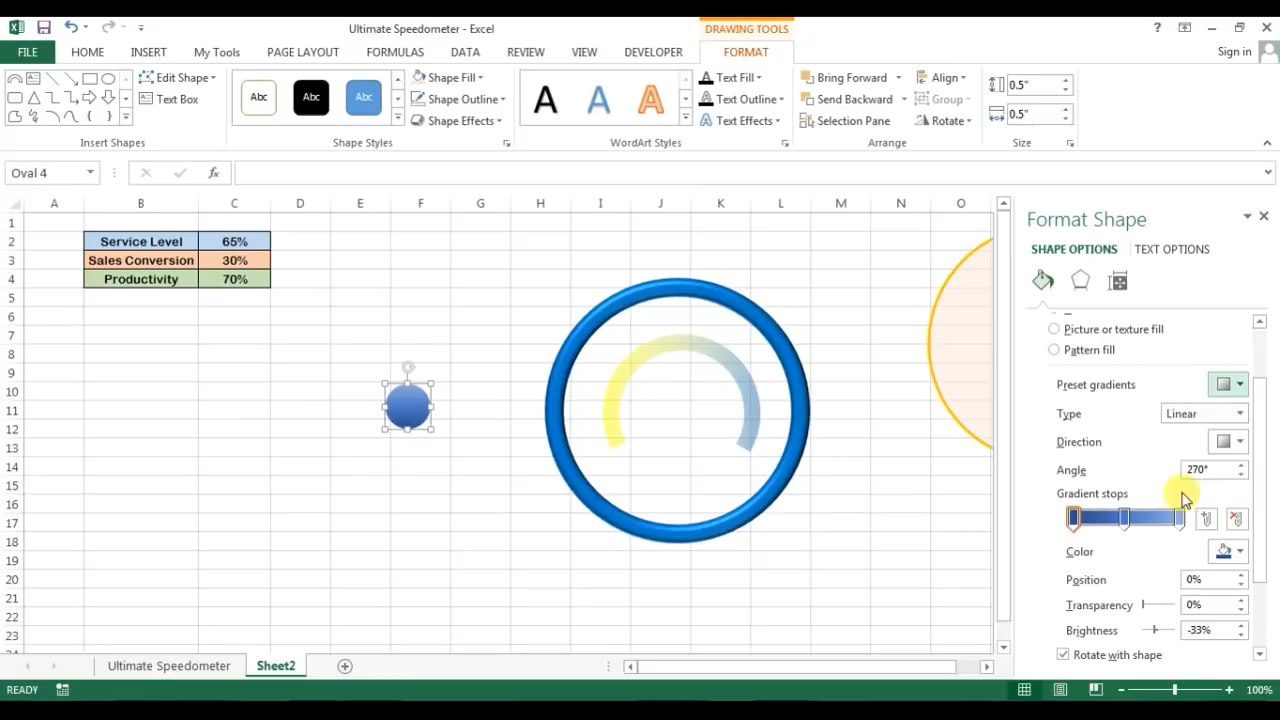 Ultimate Speedometer - Excel
DRAWING TOOLS
FILE
HOME
INSERT
My Tools
PAGE LAYOUT
FORMULAS
DATA
REVIEW
VIEW
DEVELOPER
FORMAT
Sign in
Edit Shape
Text Box
Insert Shapes
Abc
Abc
Abc
Shape Fill
Shape Outline
Shape Effects
Shape Styles
A
A
A
Text Fill
Text Outline
Text Effects
WordArt Styles
Bring Forward
Send Backward
Selection Pane
Align
Group
Rotate
Arrange
0.5"
0.5"
Size
Oval 4
fx
A B C D E F G H I J K L M N O
1
2 Service Level 65%
3 Sales Conversion 30%
4 Productivity 70%
5
6
7
8
9
10
11
12
13
14
15
16
17
18
19
20
21
22
23
Format Shape
SHAPE OPTIONS
TEXT OPTIONS
Picture or texture fill
Pattern fill
Preset gradients
Type Linear
Direction
Angle 270°
Gradient stops
Color
Position 0%
Transparency 0%
Brightness -33%
Rotate with shape
Ultimate Speedometer
Sheet2
READY
100%